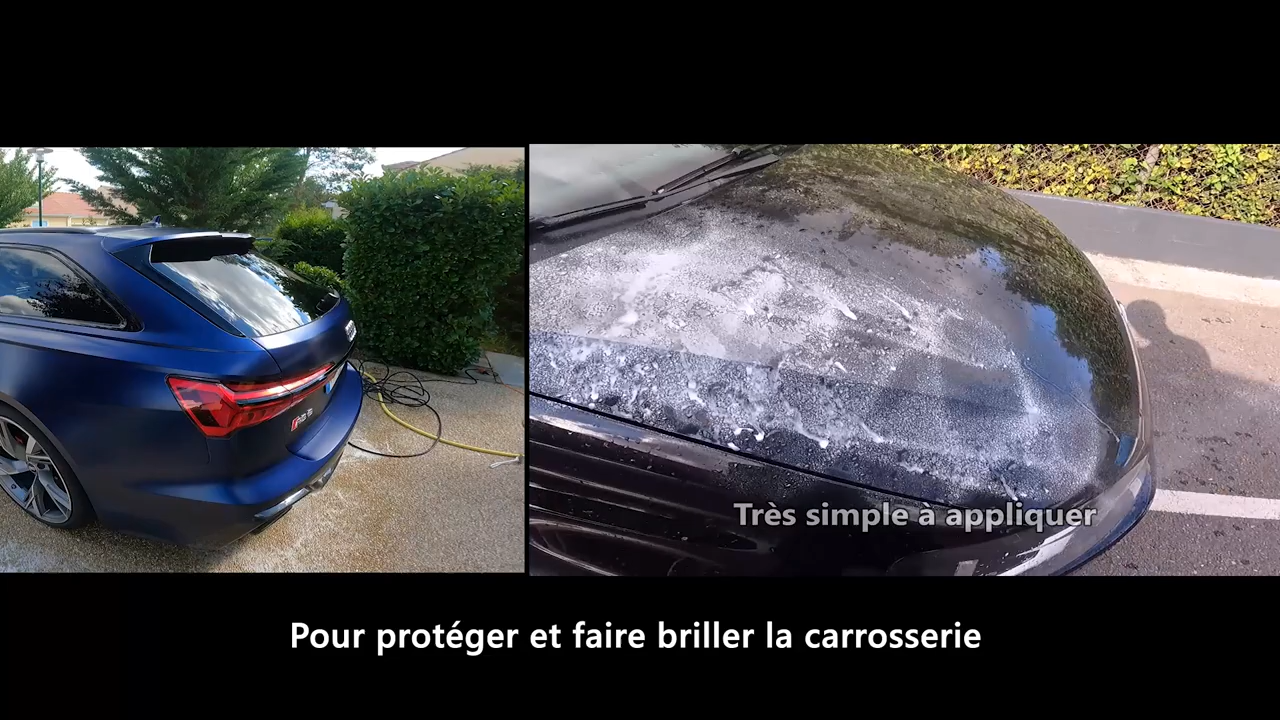 Très simple à appliquer
Pour protéger et faire briller la carrosserie